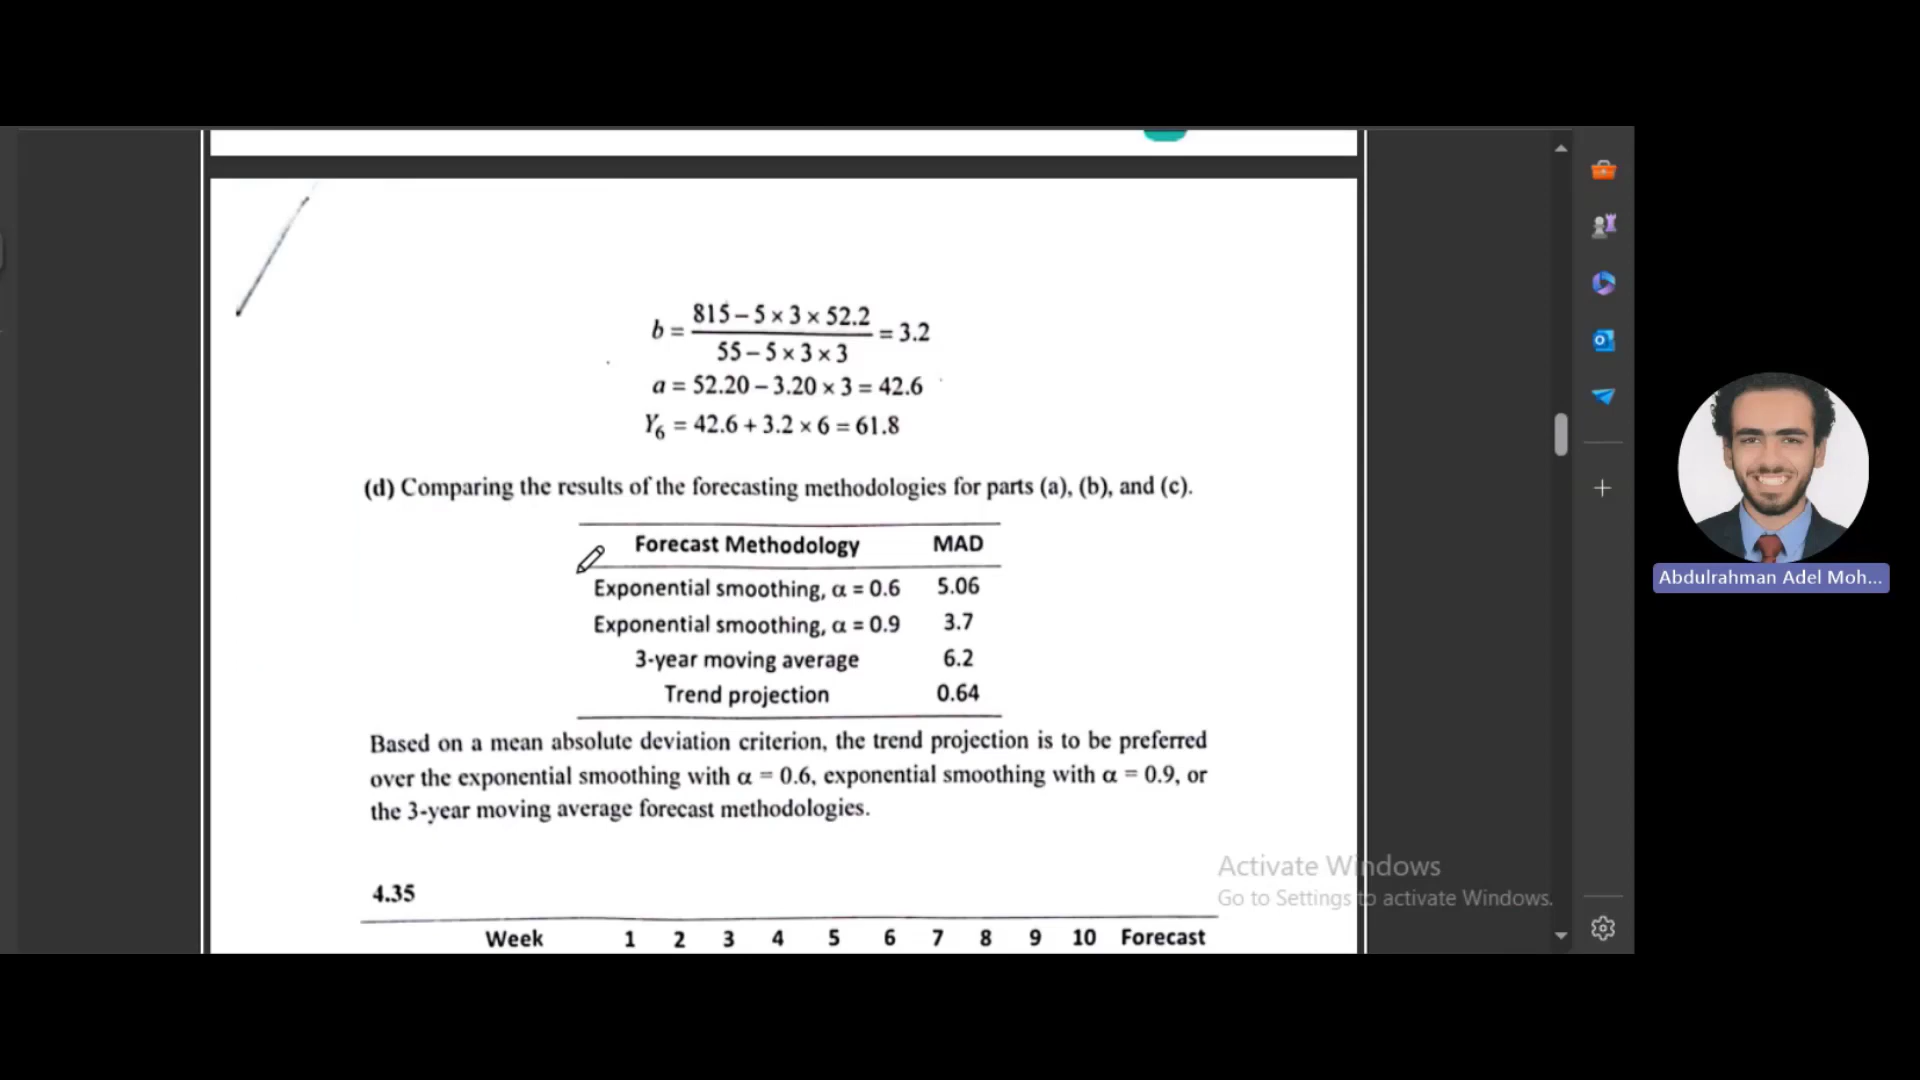 b = 815 – 5 × 3 × 52.2 / 55 – 5 × 3 × 3 = 3.2
a = 52.20 – 3.20 × 3 = 42.6
Y6 = 42.6 + 3.2 × 6 = 61.8
(d) Comparing the results of the forecasting methodologies for parts (a), (b), and (c).
Forecast Methodology MAD
Exponential smoothing, α = 0.6 5.06
Exponential smoothing, α = 0.9 3.7
3-year moving average 6.2
Trend projection 0.64
Based on a mean absolute deviation criterion, the trend projection is to be preferred
over the exponential smoothing with α = 0.6, exponential smoothing with α = 0.9, or
the 3-year moving average forecast methodologies.
4.35
Week 1 2 3 4 5 6 7 8 9 10 Forecast
Activate Windows
Go to Settings to activate Windows.
Abdulrahman Adel Moh...